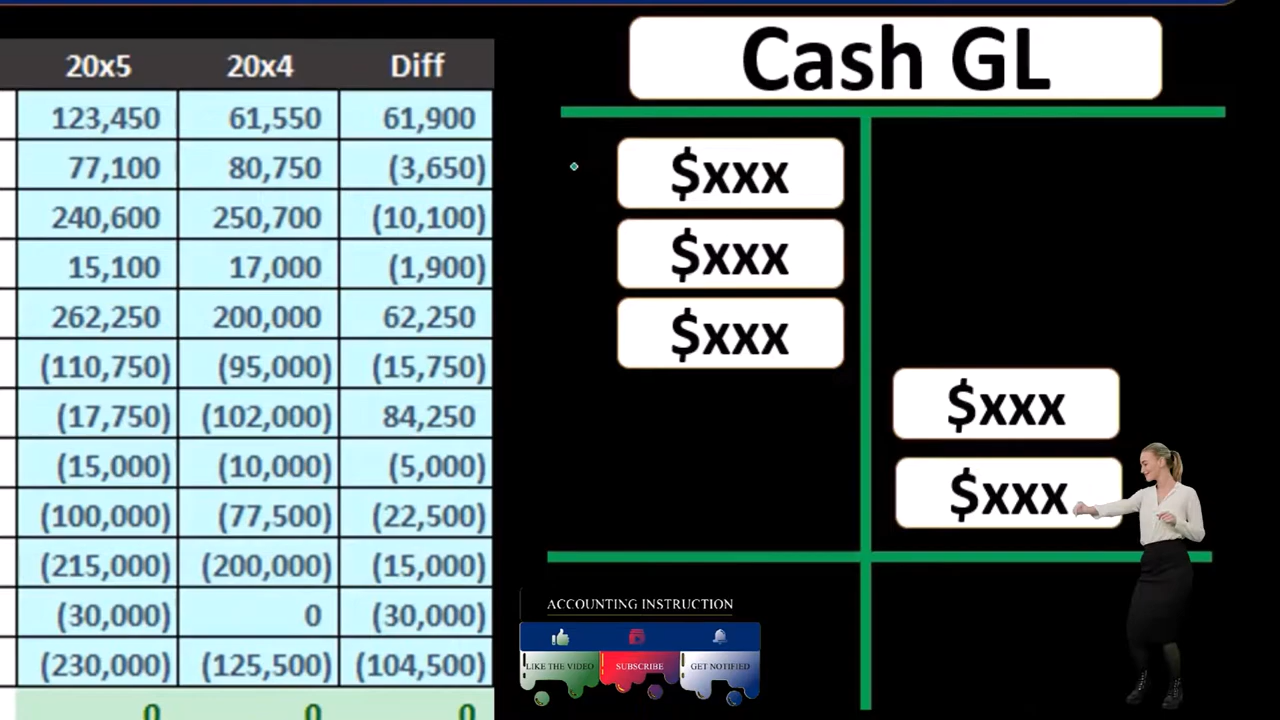 20x5 20x4 Diff
123,450 61,550 61,900
77,100 80,750 (3,650)
240,600 250,700 (10,100)
15,100 17,000 (1,900)
262,250 200,000 62,250
(110,750) (95,000) (15,750)
(17,750) (102,000) 84,250
(15,000) (10,000) (5,000)
(100,000) (77,500) (22,500)
(215,000) (200,000) (15,000)
(30,000) 0 (30,000)
(230,000) (125,500) (104,500)
0 0 0
Cash GL
$xxx
$xxx
$xxx
$xxx
$xxx
ACCOUNTING INSTRUCTION
LIKE THE VIDEO SUBSCRIBE GET NOTIFIED